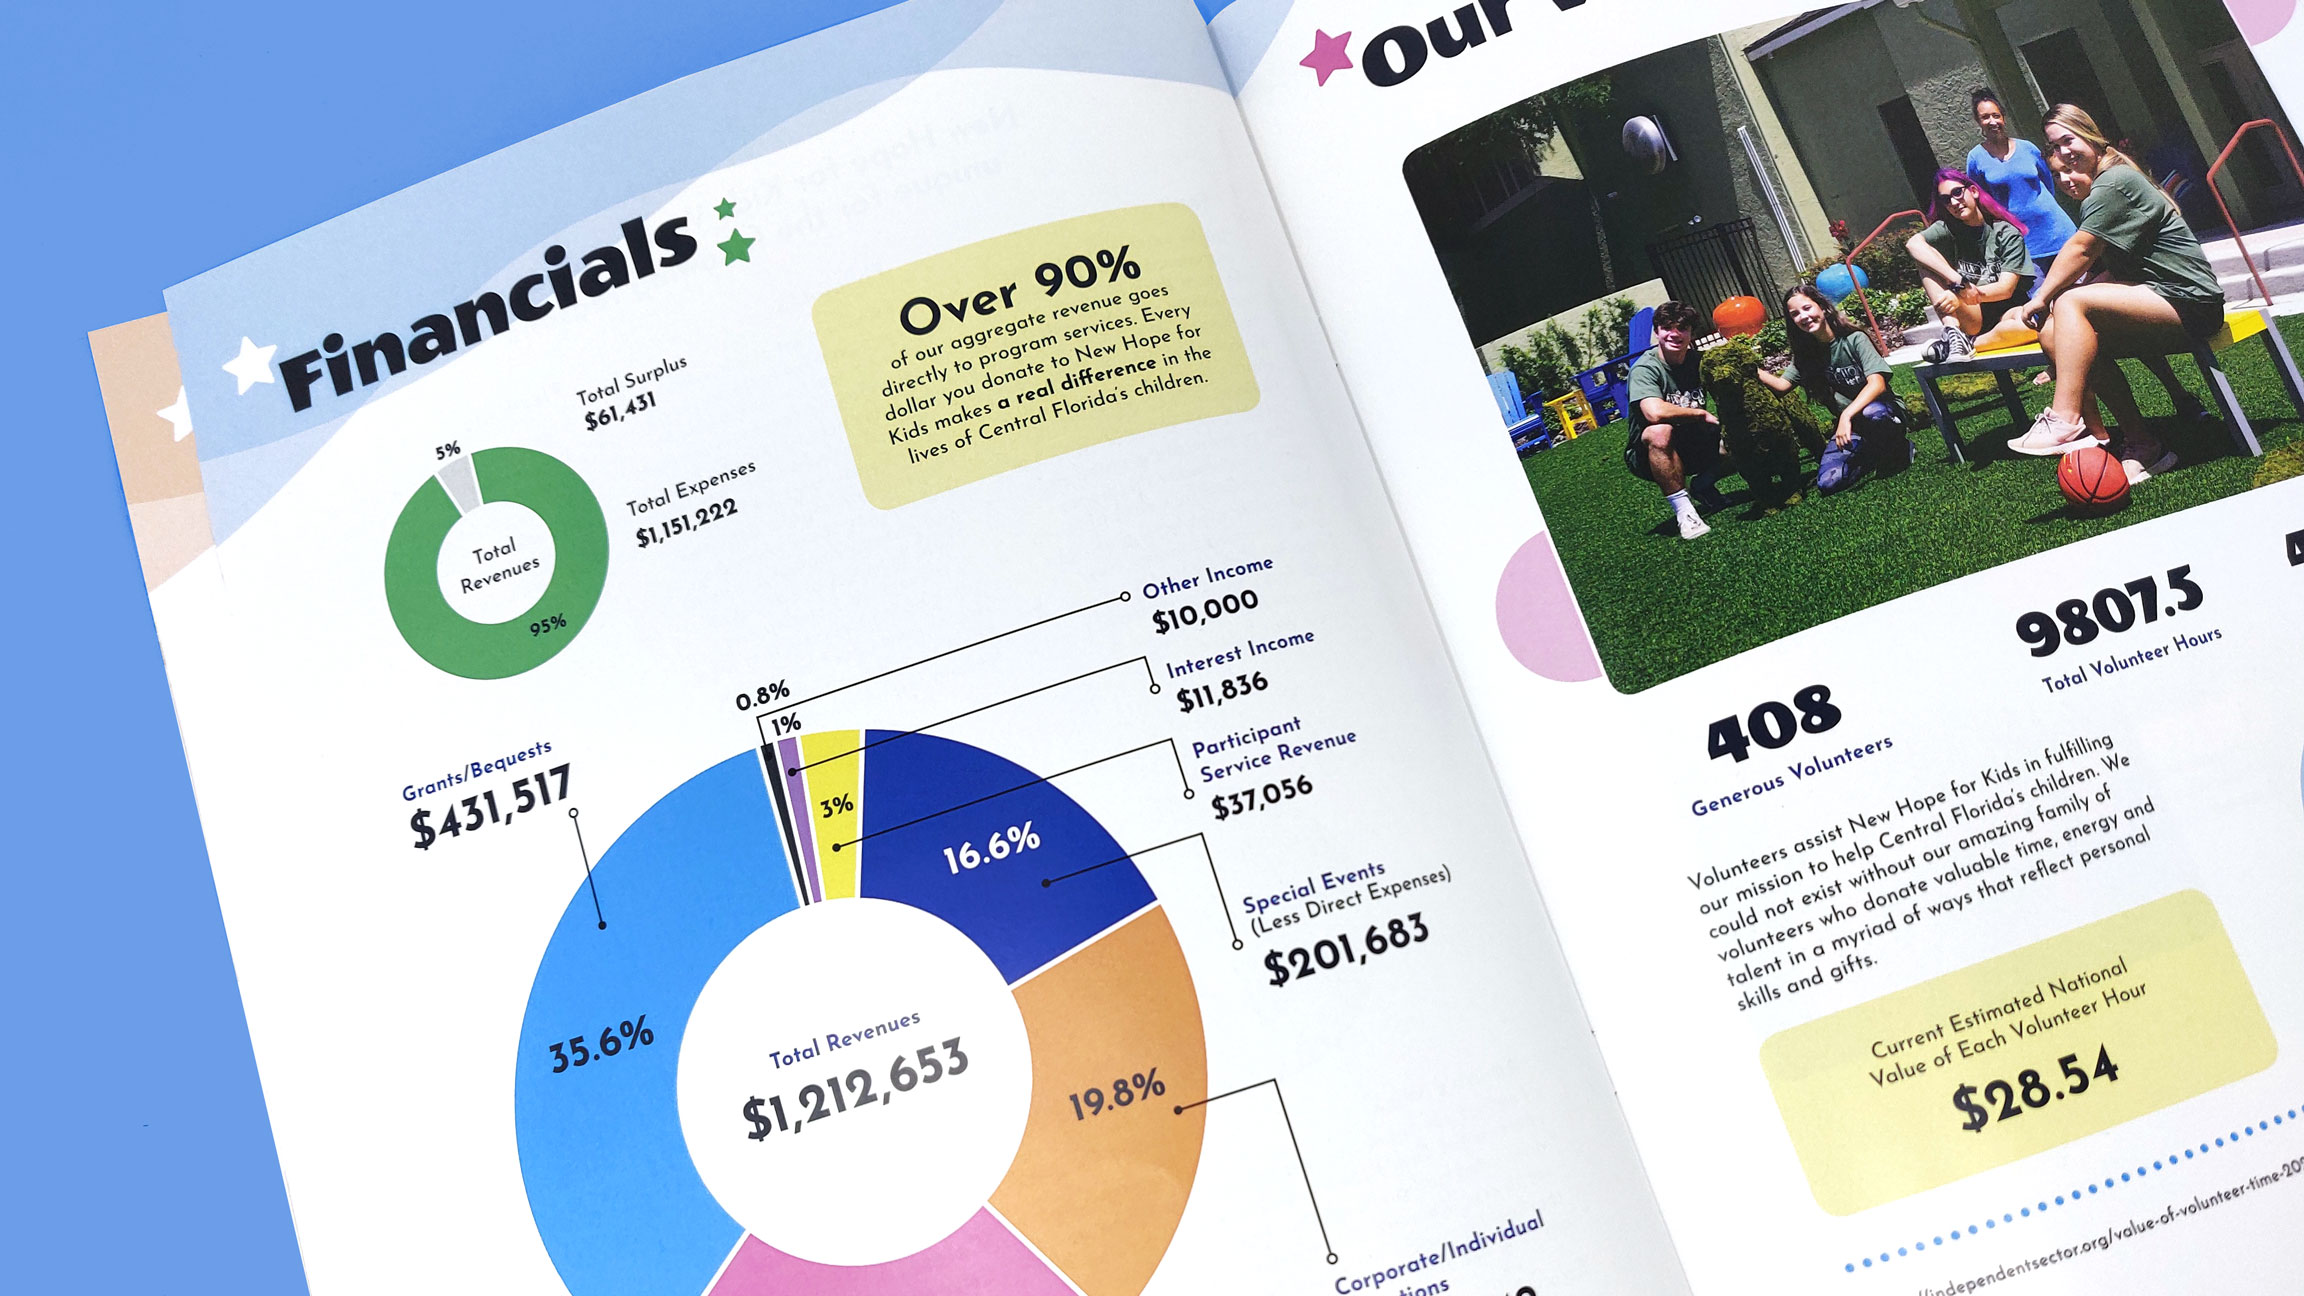 Financials
Total Surplus
$61,431
5%
Total Expenses
$1,151,222
Total
Revenues
95%
Over 90%
of our aggregate revenue goes
directly to program services. Every
dollar you donate to New Hope for
Kids makes a real difference in the
lives of Central Florida's children.
Other Income
$10,000
Interest Income
$11,836
Participant
Service Revenue
$37,056
Special Events
(Less Direct Expenses)
$201,683
Corporate/Individual
Grants/Bequests
$431,517
0.8%
1%
3%
16.6%
35.6%
19.8%
Total Revenues
$1,212,653
Our
408
Generous Volunteers
9807.5
Total Volunteer Hours
Volunteers assist New Hope for Kids in fulfilling
our mission to help Central Florida's children. We
could not exist without our amazing family of
volunteers who donate valuable time, energy and
talent in a myriad of ways that reflect personal
skills and gifts.
Current Estimated National
Value of Each Volunteer Hour
$28.54
/independentsector.org/value-of-volunteer-time-20